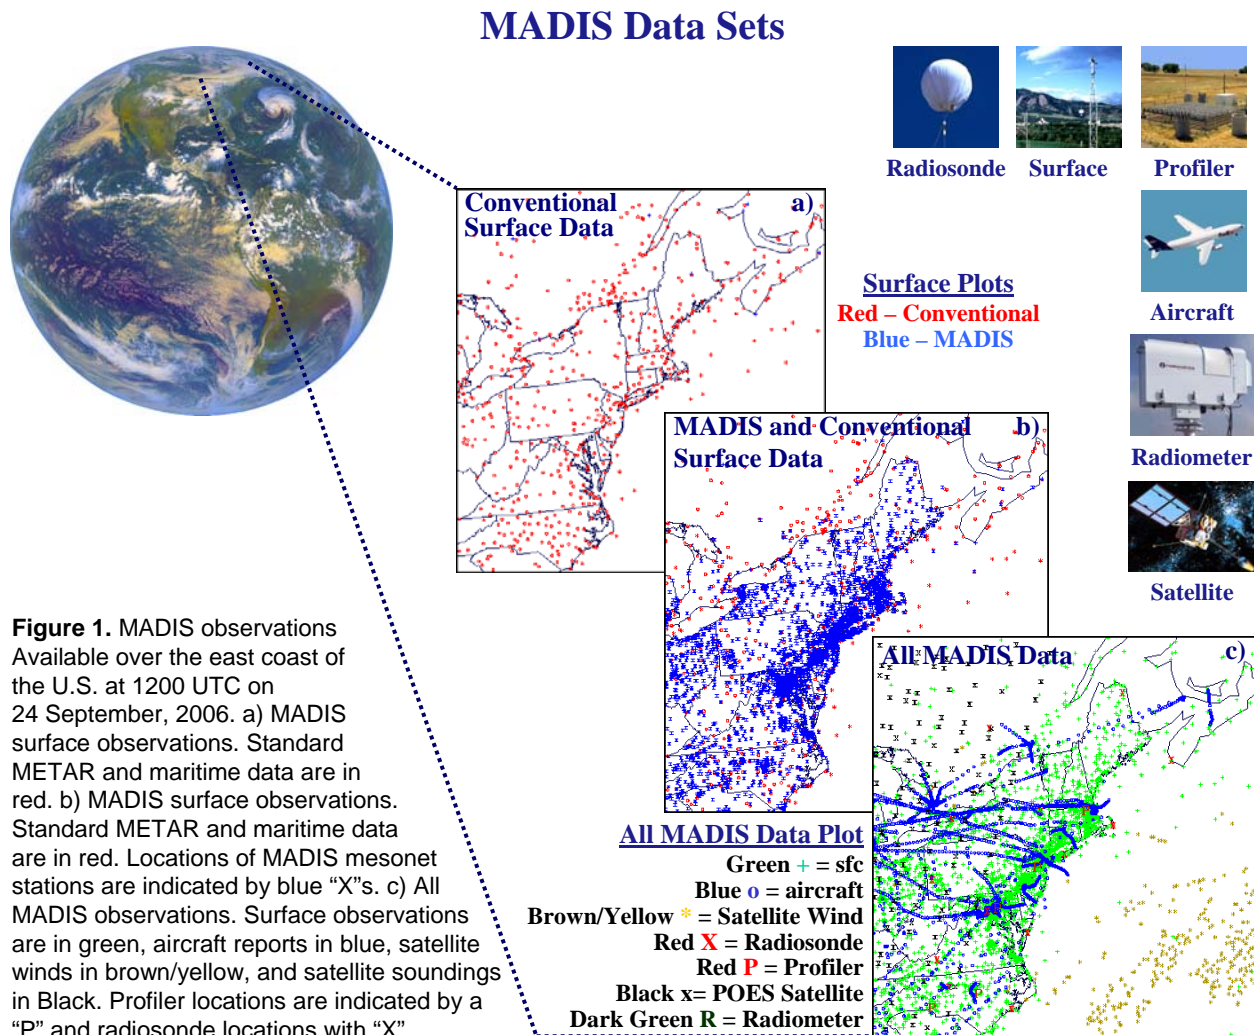 MADIS Data Sets
Radiosonde
Surface
Profiler
Conventional
Surface Data
a)
Surface Plots
Red – Conventional
Blue – MADIS
Aircraft
MADIS and Conventional
Surface Data
b)
Radiometer
Satellite
All MADIS Data
c)
Figure 1. MADIS observations
Available over the east coast of
the U.S. at 1200 UTC on
24 September, 2006. a) MADIS
surface observations. Standard
METAR and maritime data are in
red. b) MADIS surface observations.
Standard METAR and maritime data
are in red. Locations of MADIS mesonet
stations are indicated by blue “X”s. c) All
MADIS observations. Surface observations
are in green, aircraft reports in blue, satellite
winds in brown/yellow, and satellite soundings
in Black. Profiler locations are indicated by a
“P” and radiosonde locations with “X”
All MADIS Data Plot
Green + = sfc
Blue o = aircraft
Brown/Yellow * = Satellite Wind
Red X = Radiosonde
Red P = Profiler
Black x= POES Satellite
Dark Green R = Radiometer